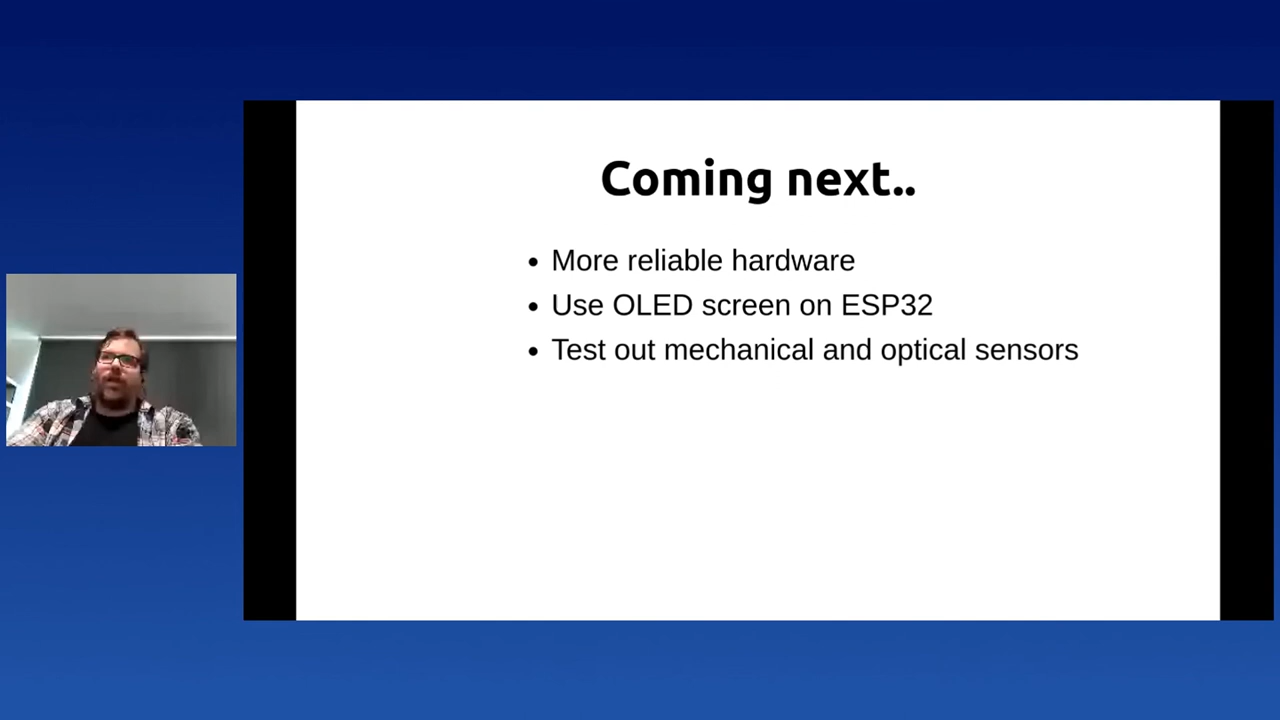 Coming next..
• More reliable hardware
• Use OLED screen on ESP32
• Test out mechanical and optical sensors